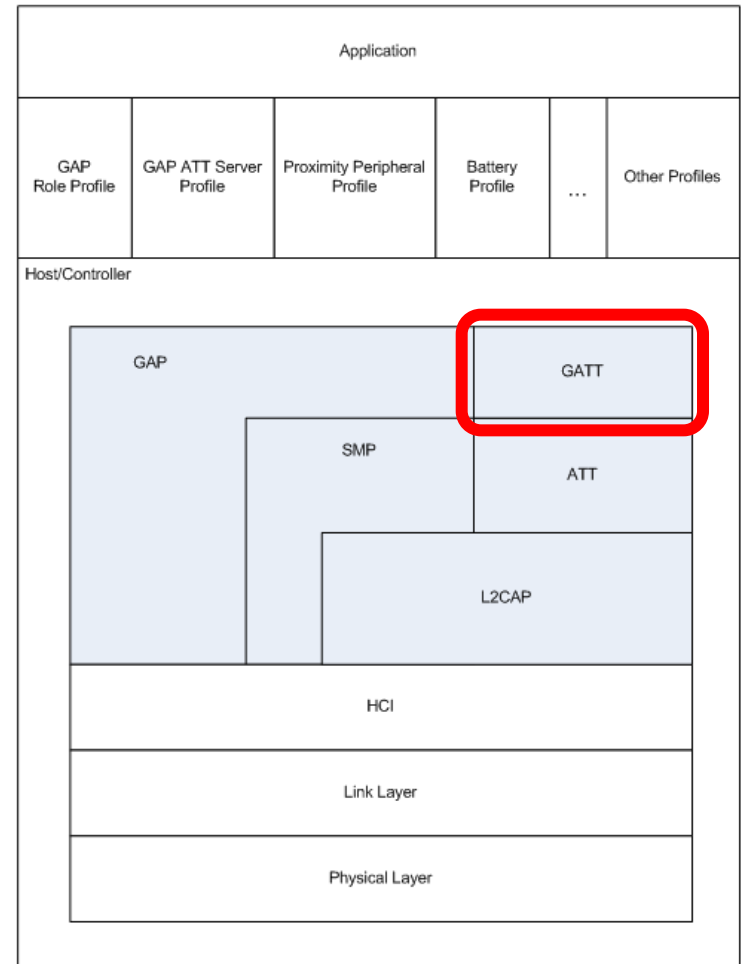 Application
GAP
Role Profile
GAP ATT Server
Profile
Proximity Peripheral
Profile
Battery
Profile
...
Other Profiles
Host/Controller
GAP
GATT
SMP
ATT
L2CAP
HCI
Link Layer
Physical Layer